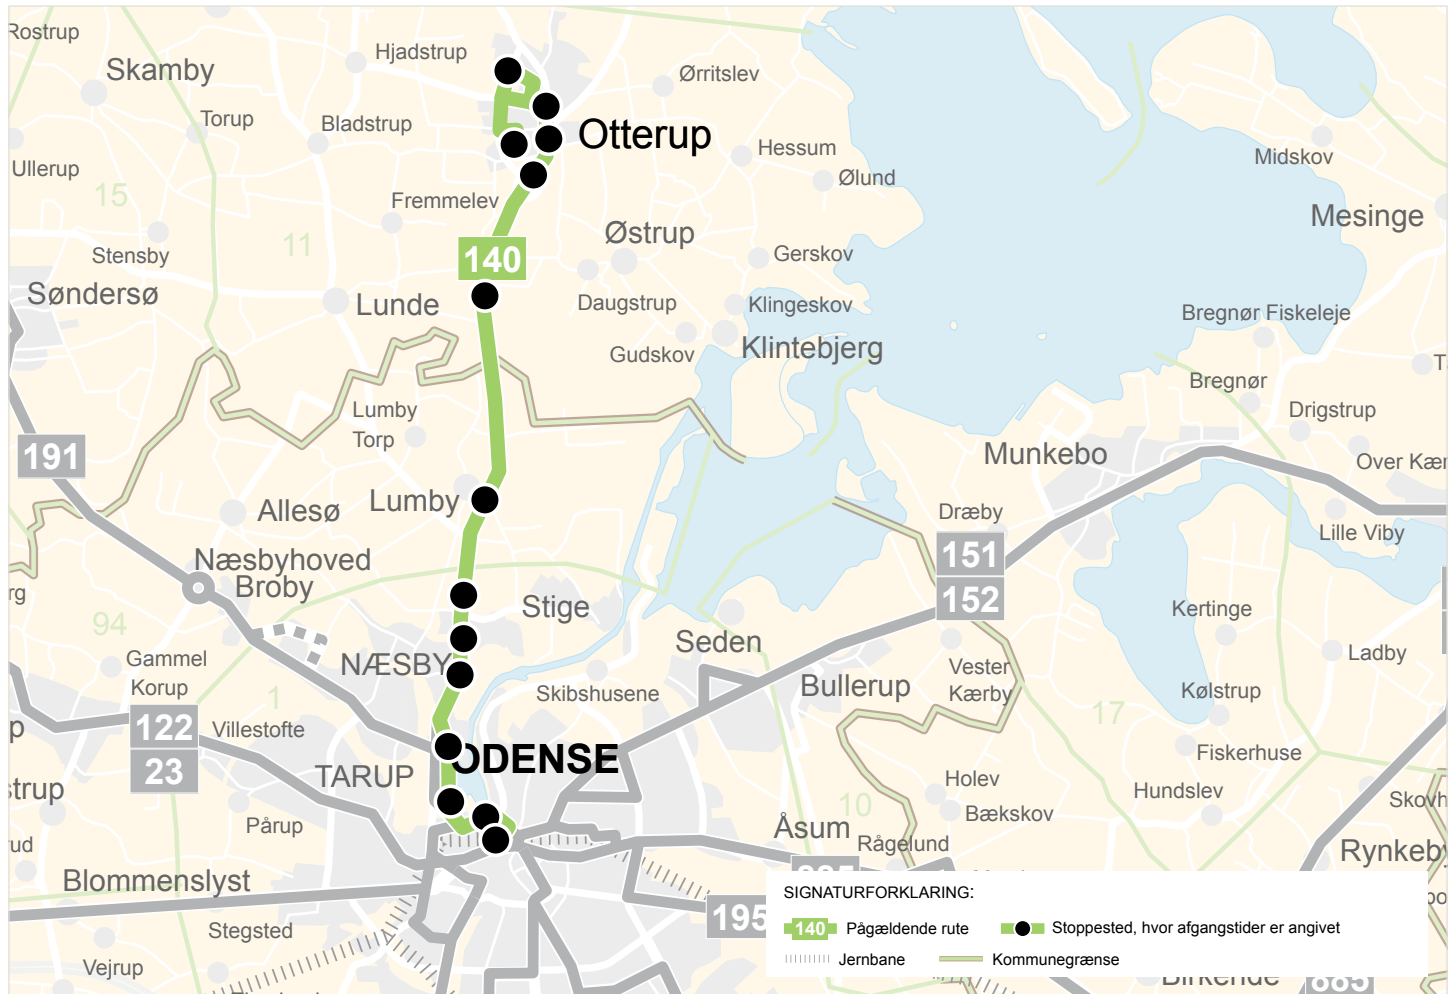 Rostrup
Hjadstrup
Skamby
Ørritslev
Torup
Bladstrup
Otterup
Hessum
Midskov
Ullerup
Ølund
15
Fremmelev
Mesinge
11
Østrup
Stensby
140
Gerskov
Søndersø
Lunde
Daugstrup
Klingeskov
Bregnør Fiskeleje
Gudskov
Klintebjerg
Bregnør
Lumby
Torp
Drigstrup
191
Munkebo
Over Kær
Lumby
Allesø
Dræby
Lille Viby
151
Næsbyhoved
Broby
152
Stige
Kertinge
94
Seden
Ladby
Gammel
Korup
NÆSBY
Vester
Kærby
Skibshusene
Bullerup
Kølstrup
1
17
122
Villestofte
Fiskerhuse
23
TARUP
ODENSE
Holev
Hundslev
strup
10
Bækskov
Skovh
Pårup
Åsum
Rågelund
rud
Rynkeby
Blommenslyst
195
Stegsted
Vejrup
Birkende
885
SIGNATURFORKLARING:
140 Pågældende rute
Stoppested, hvor afgangstider er angivet
Jernbane
Kommunegrænse